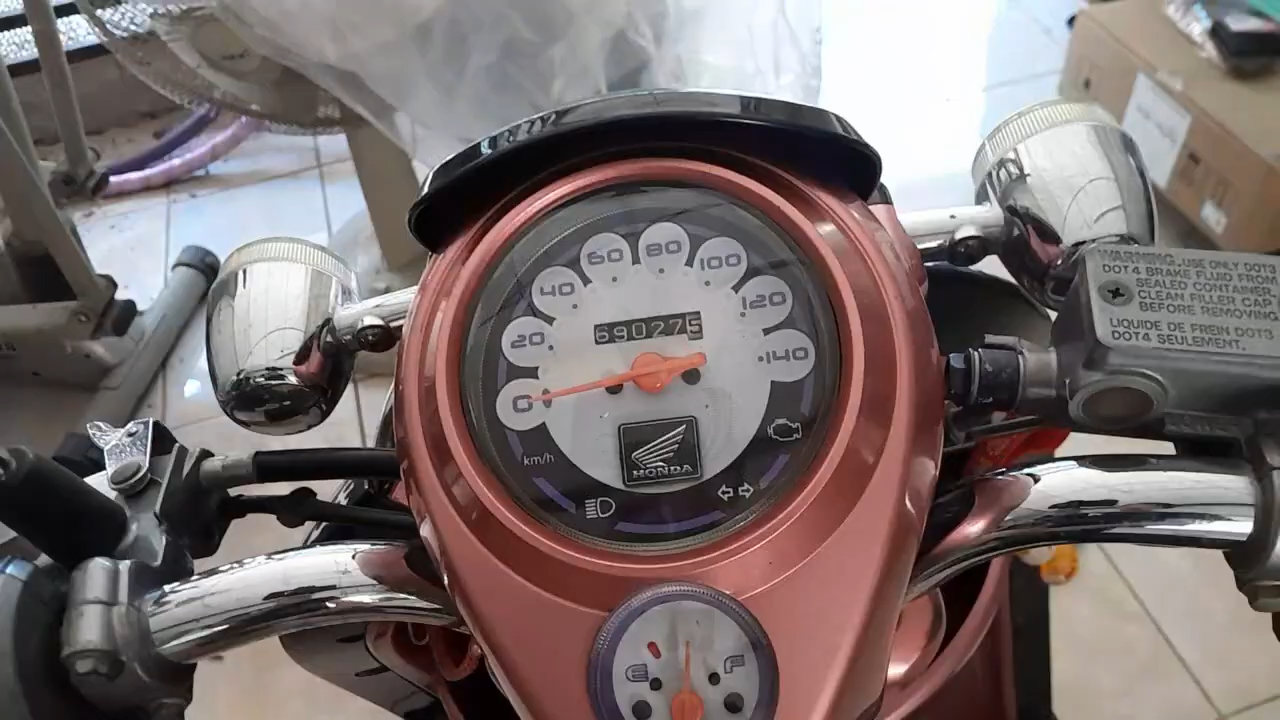 0
20
40
60
80
100
120
140
690275
km/h
HONDA
E
F
WARNING. USE ONLY DOT3
DOT4 BRAKE FLUID FROM
SEALED CONTAINER
CLEAN FILLER CAP
BEFORE REMOVING.
LIQUIDE DE FREIN DOT3
DOT4 SEULEMENT.